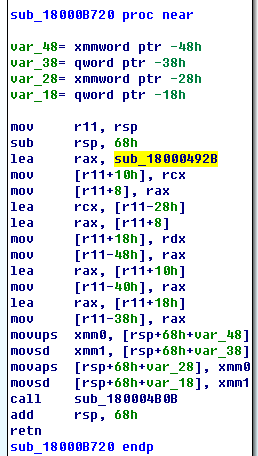 sub_18000B720 proc near
var_48= xmmword ptr -48h
var_38= qword ptr -38h
var_28= xmmword ptr -28h
var_18= qword ptr -18h
mov r11, rsp
sub rsp, 68h
lea rax, sub_18000492B
mov [r11+10h], rcx
mov [r11+8], rax
lea rcx, [r11-28h]
lea rax, [r11+8]
mov [r11+18h], rdx
mov [r11-48h], rax
lea rax, [r11+10h]
mov [r11-40h], rax
lea rax, [r11+18h]
mov [r11-38h], rax
movups xmm0, [rsp+68h+var_48]
movsd xmm1, [rsp+68h+var_38]
movaps [rsp+68h+var_28], xmm0
movsd [rsp+68h+var_18], xmm1
call sub_180004B0B
add rsp, 68h
retn
sub_18000B720 endp